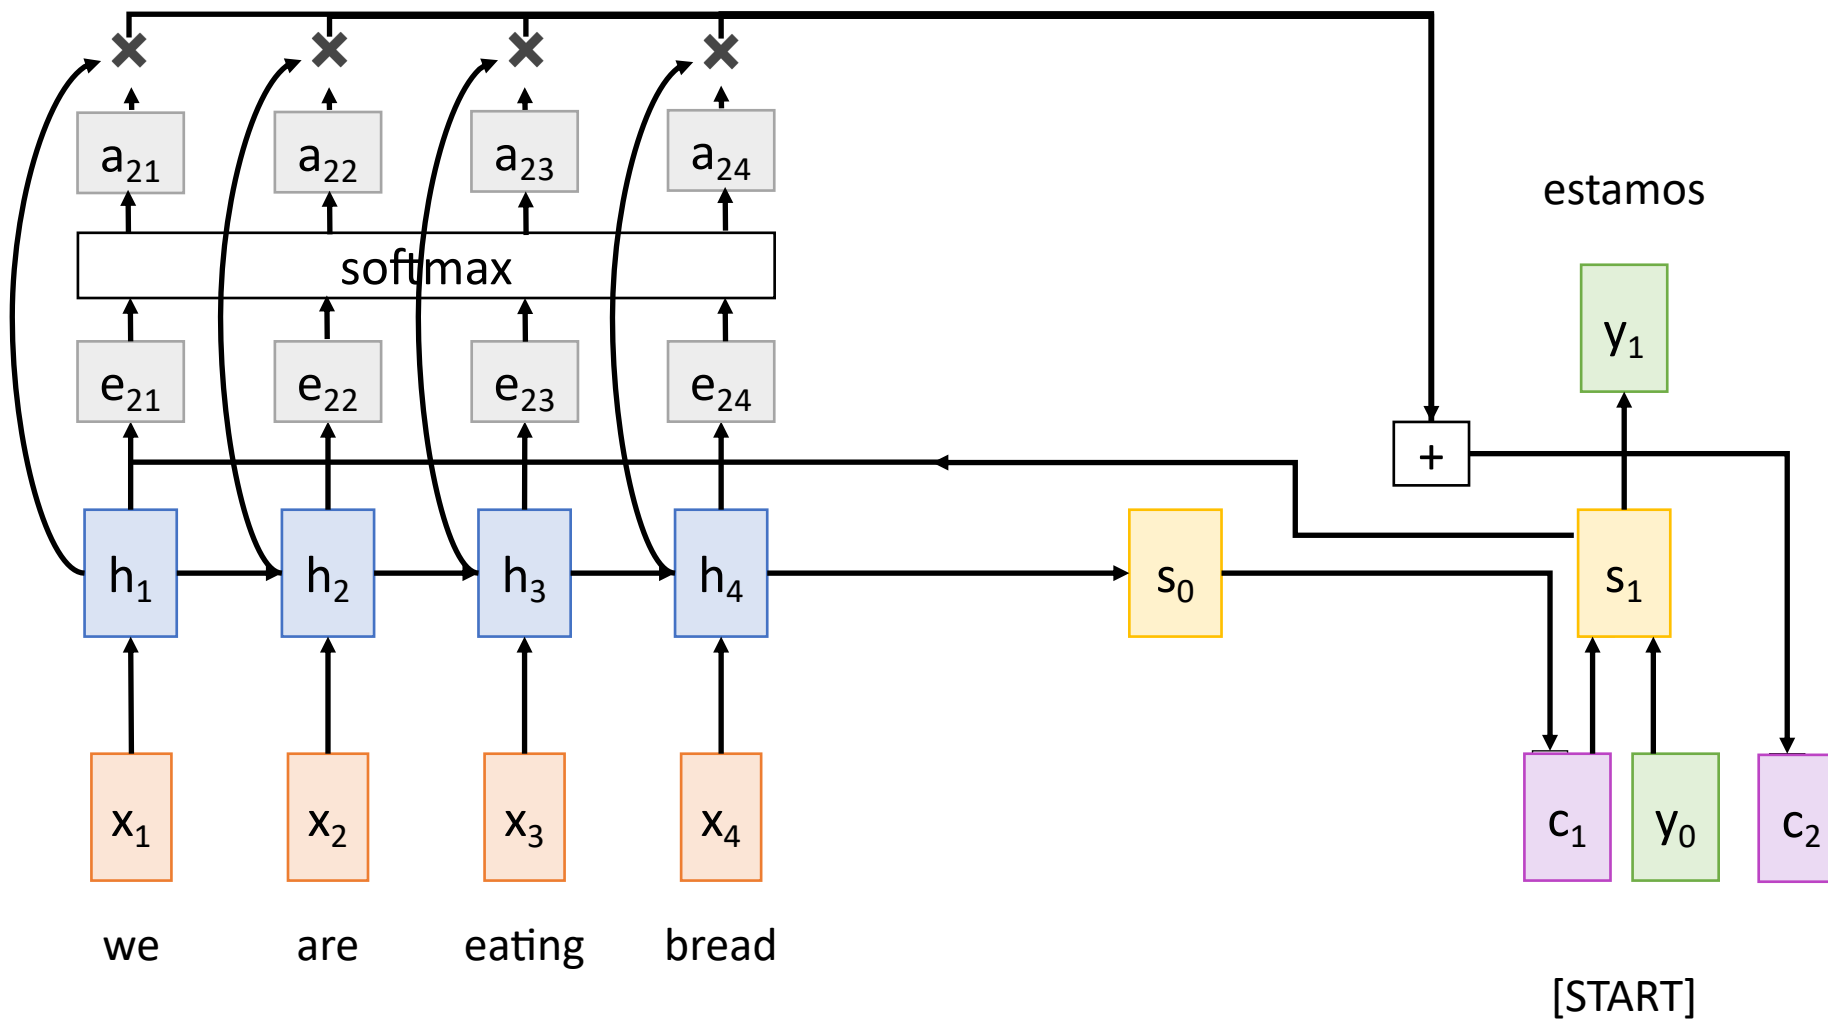 a21 a22 a23 a24
estamos
softmax
y1
e21 e22 e23 e24
+
h1 h2 h3 h4 s0 s1
x1 x2 x3 x4 c1 y0 c2
we are eating bread
[START]